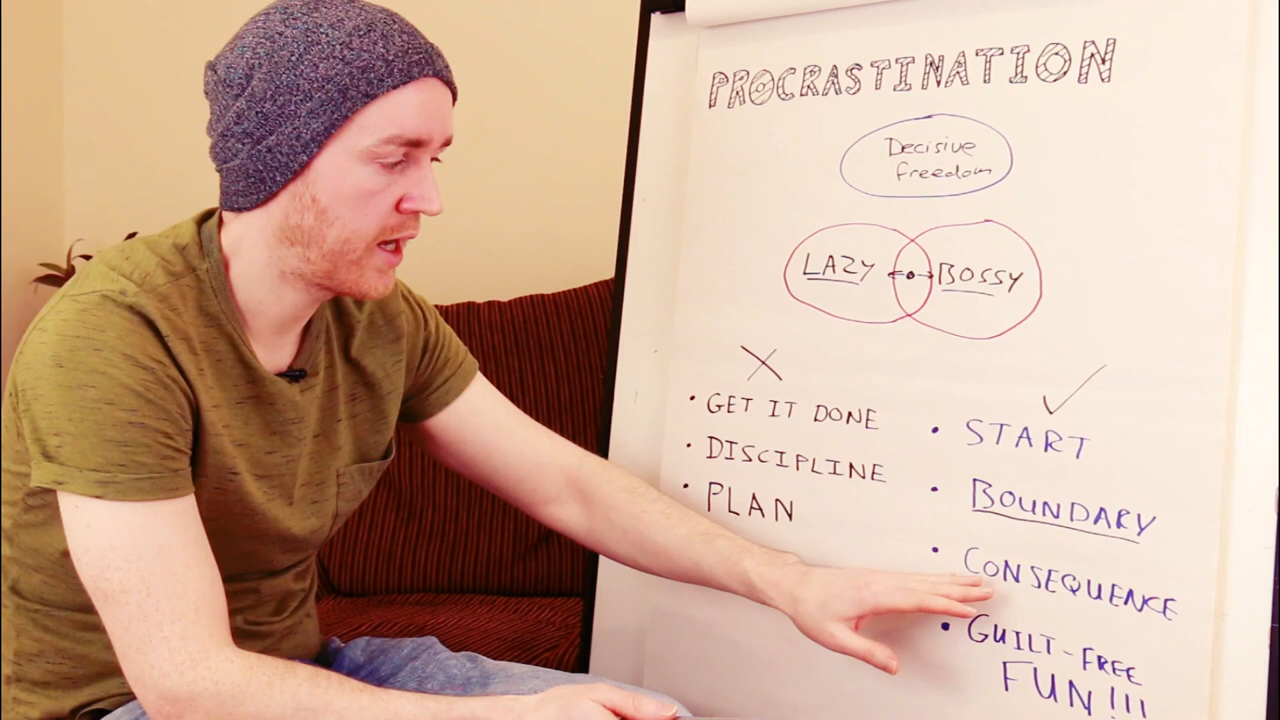 PROCRASTINATION
Decisive
freedom
LAZY BOSSY
• GET IT DONE
• DISCIPLINE
• PLAN
• START
• BOUNDARY
• CONSEQUENCE
• GUILT-FREE
FUN!!!